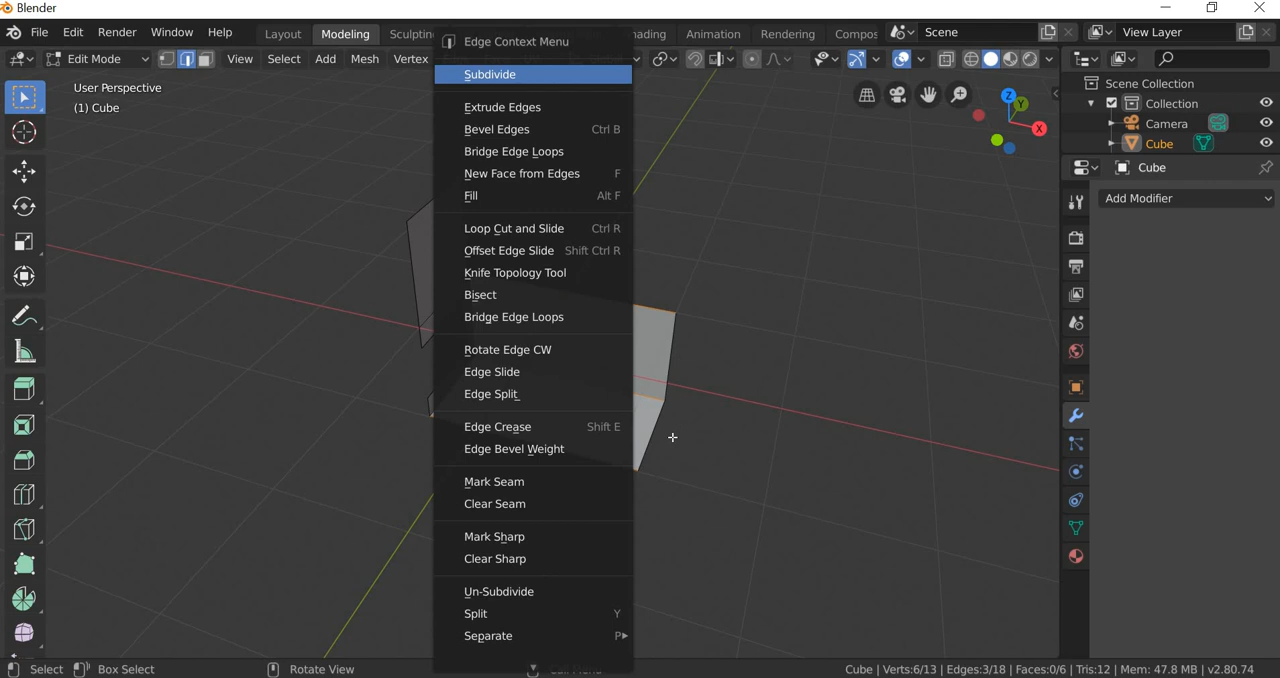 Blender
File Edit Render Window Help Layout Modeling Sculptin ading Animation Rendering Compos Scene View Layer
Edit Mode View Select Add Mesh Vertex
User Perspective
(1) Cube
Edge Context Menu
Subdivide
Extrude Edges
Bevel Edges Ctrl B
Bridge Edge Loops
New Face from Edges F
Fill Alt F
Loop Cut and Slide Ctrl R
Offset Edge Slide Shift Ctrl R
Knife Topology Tool
Bisect
Bridge Edge Loops
Rotate Edge CW
Edge Slide
Edge Split
Edge Crease Shift E
Edge Bevel Weight
Mark Seam
Clear Seam
Mark Sharp
Clear Sharp
Un-Subdivide
Split Y
Separate P
Z
Y
X
Scene Collection
Collection
Camera
Cube
Cube
Add Modifier
Select Box Select Rotate View Call Menu Cube | Verts:6/13 | Edges:3/18 | Faces:0/6 | Tris:12 | Mem: 47.8 MB | v2.80.74